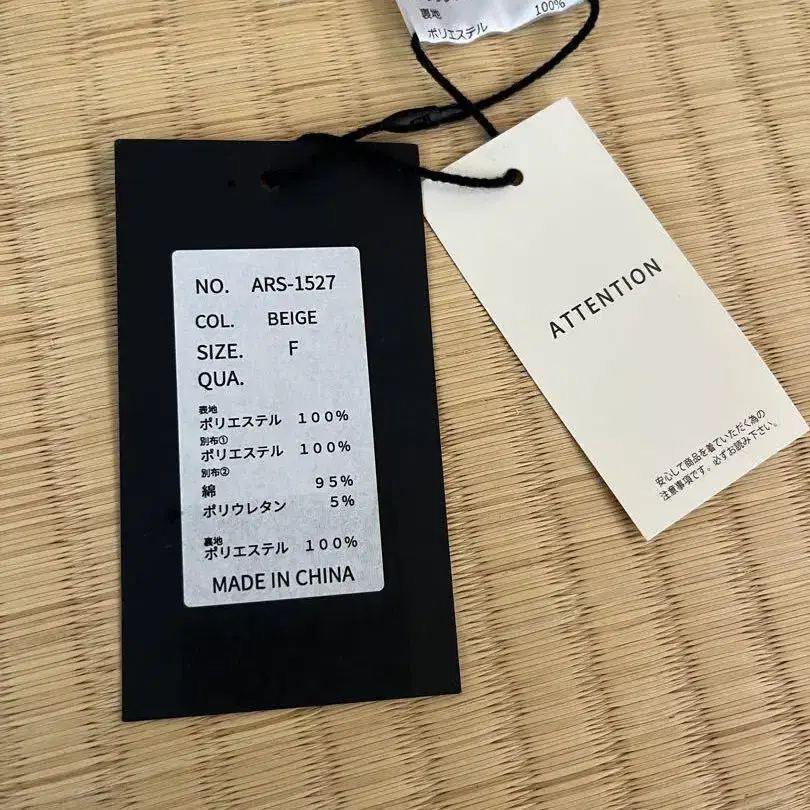 裏地 100%
ポリエステル
NO. ARS-1527
COL. BEIGE
SIZE. F
QUA.
表地
ポリエステル 100%
別布①
ポリエステル 100%
別布②
綿 95%
ポリウレタン 5%
裏地
ポリエステル 100%
MADE IN CHINA
ATTENTION
安心して商品を着ていただく為の
注意事項です。必ずお読み下さい。